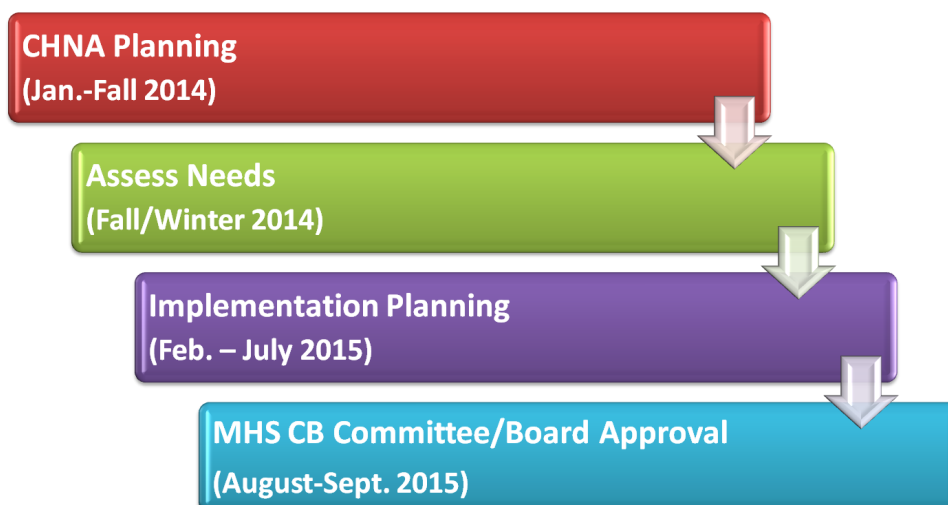 CHNA Planning
(Jan.-Fall 2014)
Assess Needs
(Fall/Winter 2014)
Implementation Planning
(Feb. – July 2015)
MHS CB Committee/Board Approval
(August-Sept. 2015)